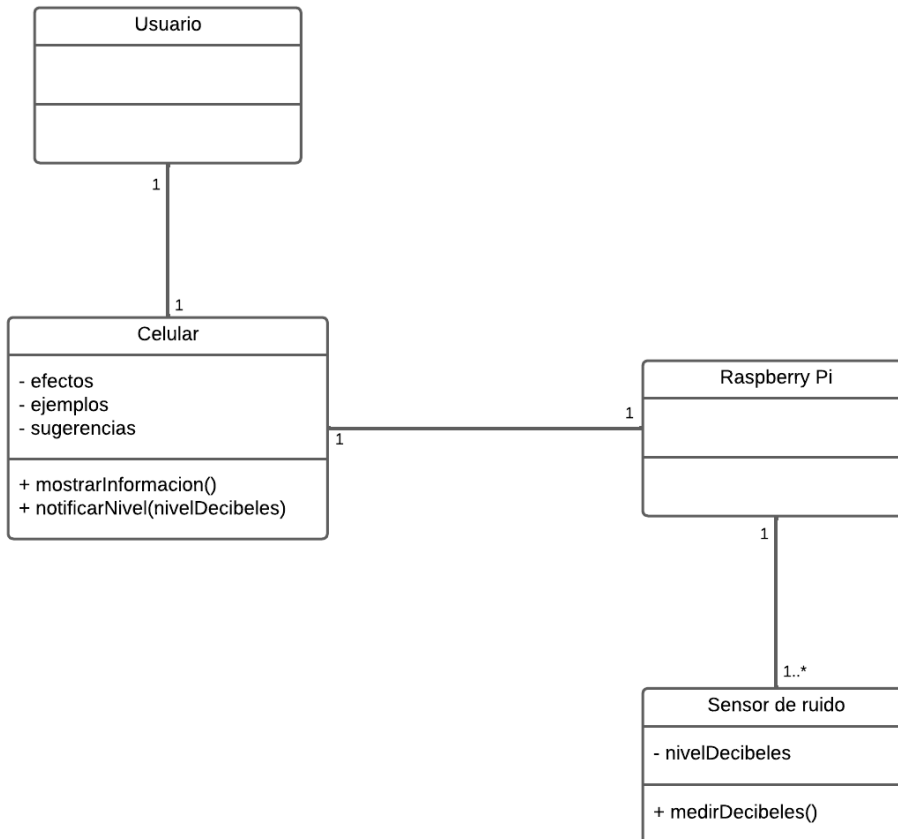 Usuario
1
1
Celular
- efectos
- ejemplos
- sugerencias
+ mostrarInformacion()
+ notificarNivel(nivelDecibeles)
1
1
Raspberry Pi
1
1..*
Sensor de ruido
- nivelDecibeles
+ medirDecibeles()